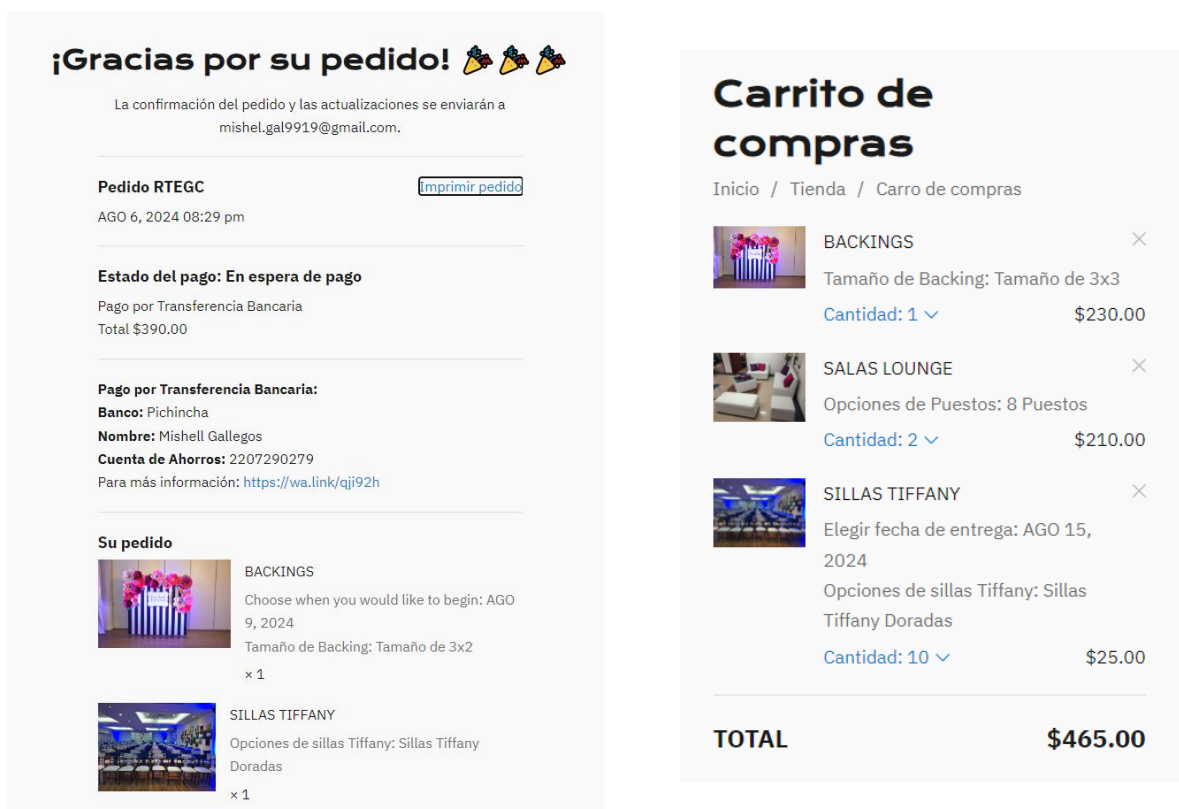 ¡Gracias por su pedido!
La confirmación del pedido y las actualizaciones se enviarán a
mishel.gal9919@gmail.com.
Pedido RTEGC
Imprimir pedido
AGO 6, 2024 08:29 pm
Estado del pago: En espera de pago
Pago por Transferencia Bancaria
Total $390.00
Pago por Transferencia Bancaria:
Banco: Pichincha
Nombre: Mishell Gallegos
Cuenta de Ahorros: 2207290279
Para más información: https://wa.link/qji92h
Su pedido
BACKINGS
Choose when you would like to begin: AGO
9, 2024
Tamaño de Backing: Tamaño de 3x2
× 1
SILLAS TIFFANY
Opciones de sillas Tiffany: Sillas Tiffany
Doradas
× 1
Carrito de
compras
Inicio / Tienda / Carro de compras
BACKINGS
Tamaño de Backing: Tamaño de 3x3
Cantidad: 1
$230.00
SALAS LOUNGE
Opciones de Puestos: 8 Puestos
Cantidad: 2
$210.00
SILLAS TIFFANY
Elegir fecha de entrega: AGO 15,
2024
Opciones de sillas Tiffany: Sillas
Tiffany Doradas
Cantidad: 10
$25.00
TOTAL
$465.00